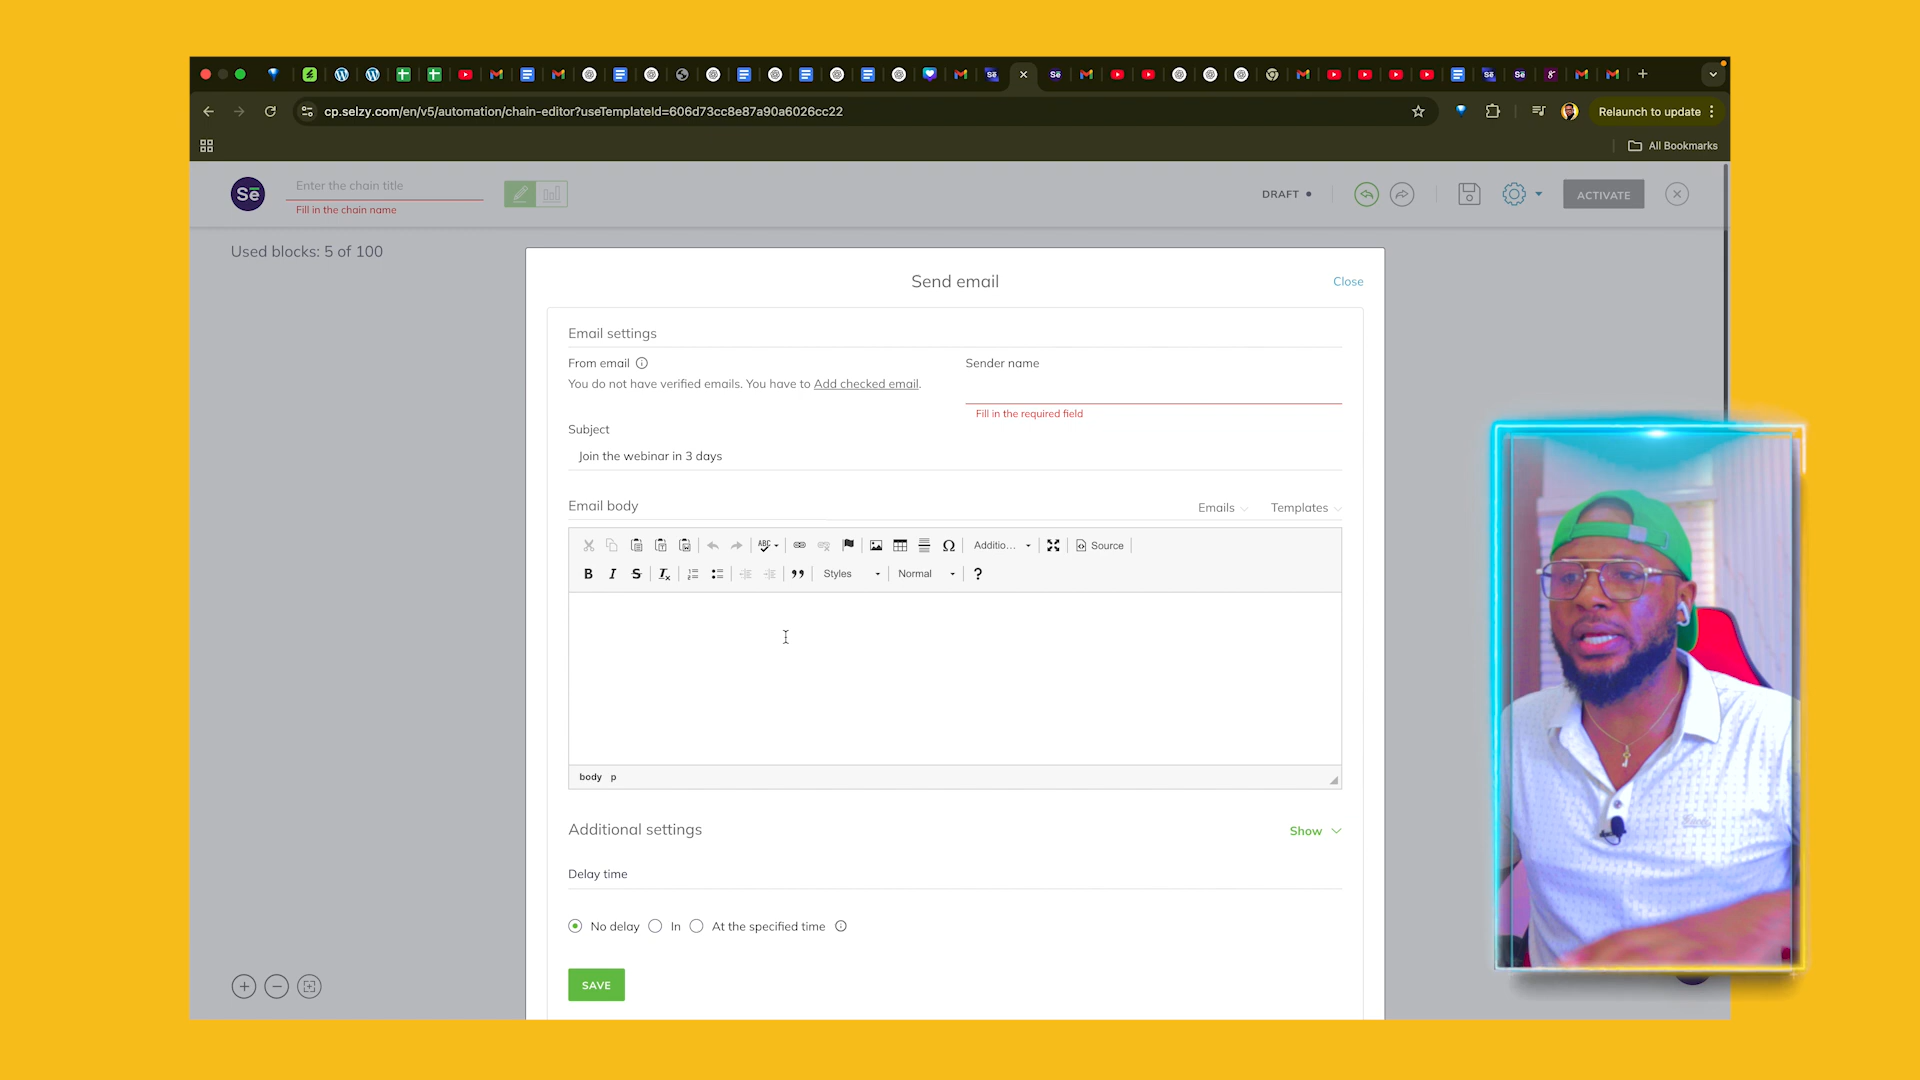 cp.selzy.com/en/v5/automation/chain-editor?useTemplateId=606d73cc8e87a90a6026cc22
Relaunch to update
All Bookmarks
Sē
Enter the chain title
Fill in the chain name
DRAFT
ACTIVATE
Used blocks: 5 of 100
Send email
Close
Email settings
From email
Sender name
You do not have verified emails. You have to Add checked email.
Fill in the required field
Subject
Join the webinar in 3 days
Email body
Emails
Templates
ABC
Additio...
Source
B I S
Styles
Normal
?
body p
Additional settings
Show
Delay time
No delay
In
At the specified time
SAVE